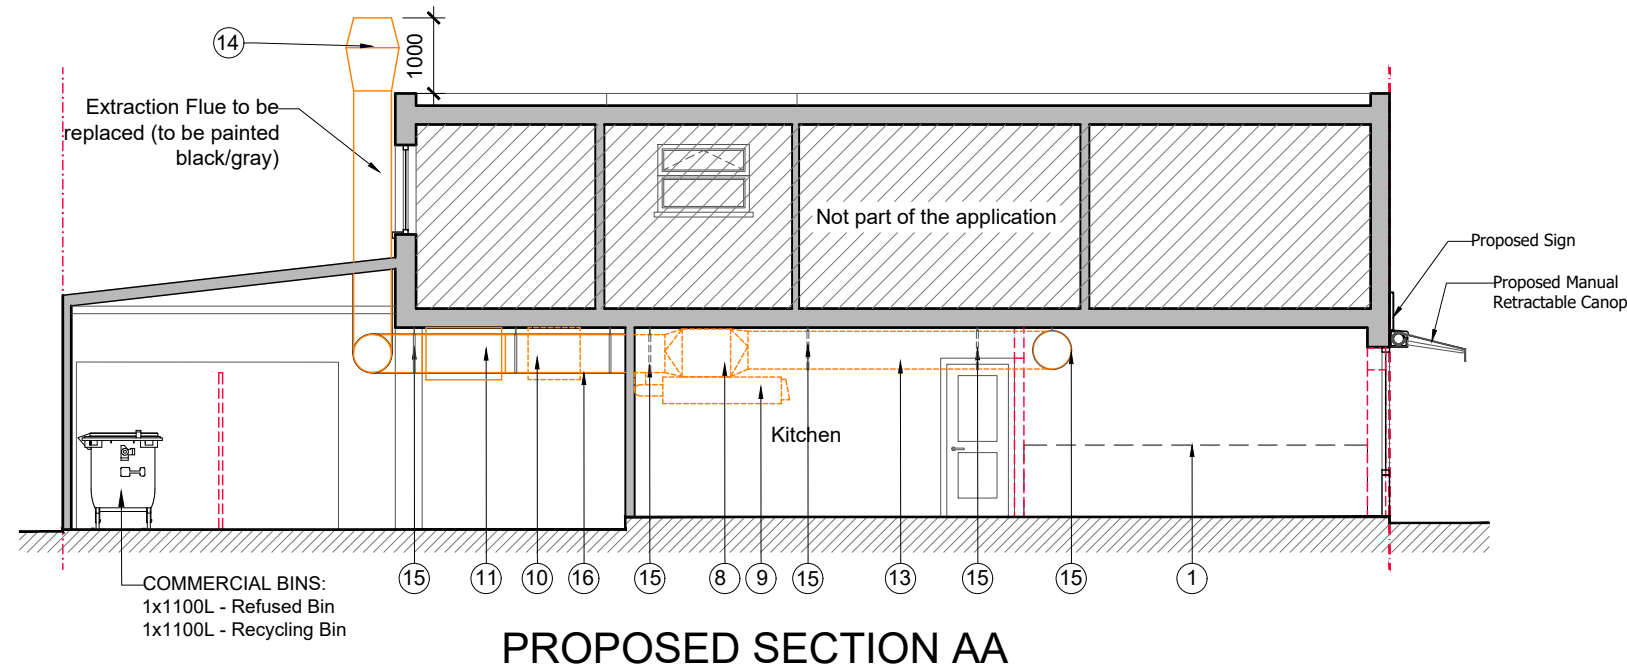 14
1000
Extraction Flue to be
replaced (to be painted
black/gray)
Not part of the application
Proposed Sign
Proposed Manual
Retractable Canop
Kitchen
15
11
10
16
15
8
9
15
13
15
15
1
COMMERCIAL BINS:
1x1100L - Refused Bin
1x1100L - Recycling Bin
PROPOSED SECTION AA